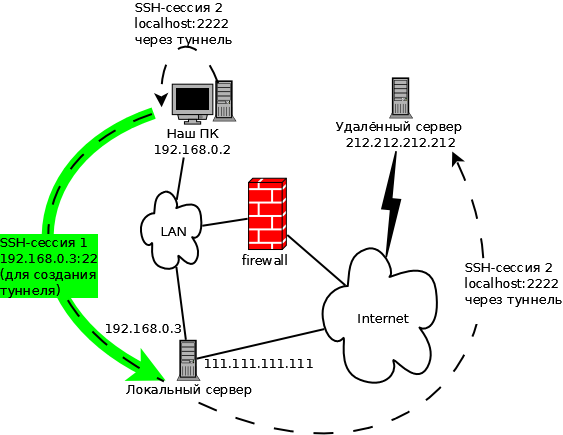 SSH-сессия 2
localhost:2222
через туннель
Наш ПК
192.168.0.2
Удалённый сервер
212.212.212.212
LAN
firewall
SSH-сессия 1
192.168.0.3:22
(для создания
туннеля)
SSH-сессия 2
localhost:2222
через туннель
Internet
192.168.0.3
111.111.111.111
Локальный сервер